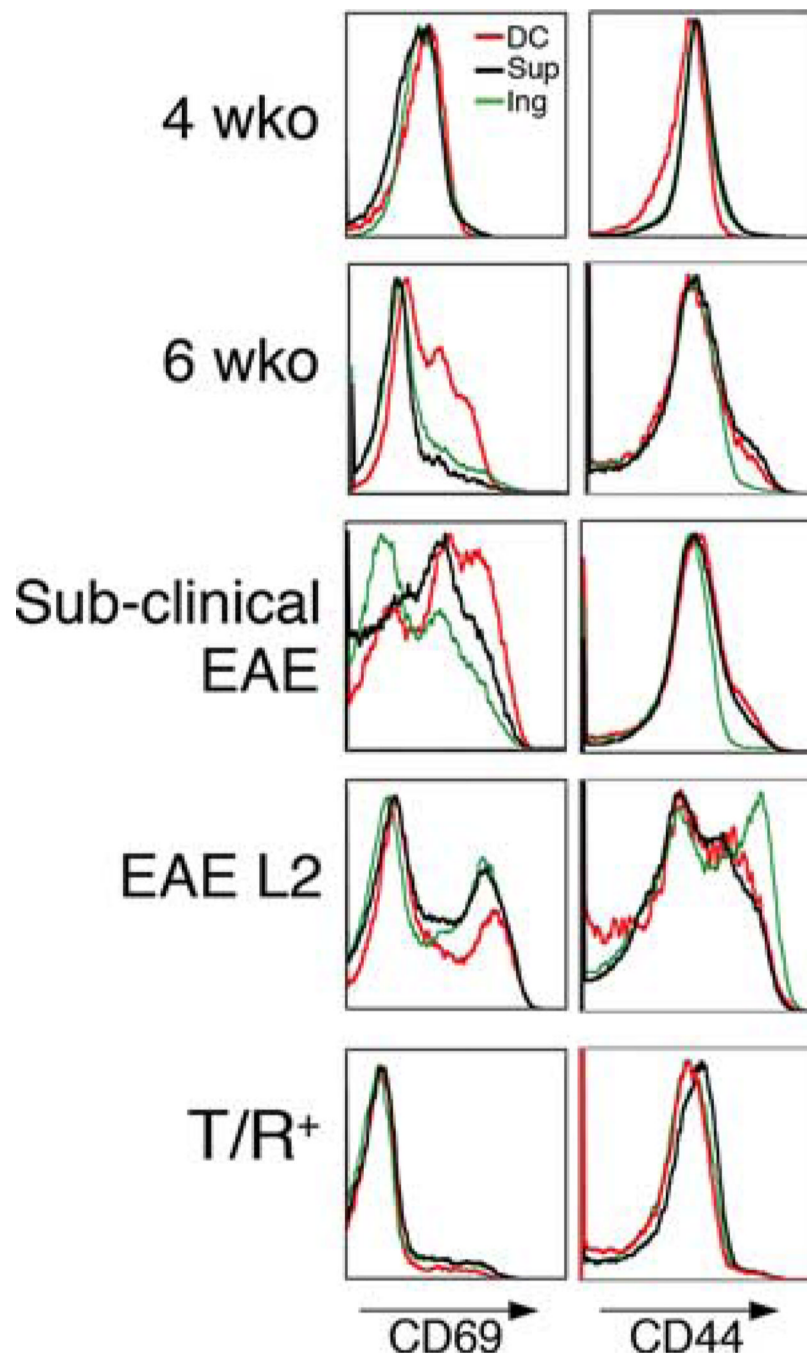 4 wko
DC
Sup
Ing
6 wko
Sub-clinical
EAE
EAE L2
T/R⁺
CD69
CD44